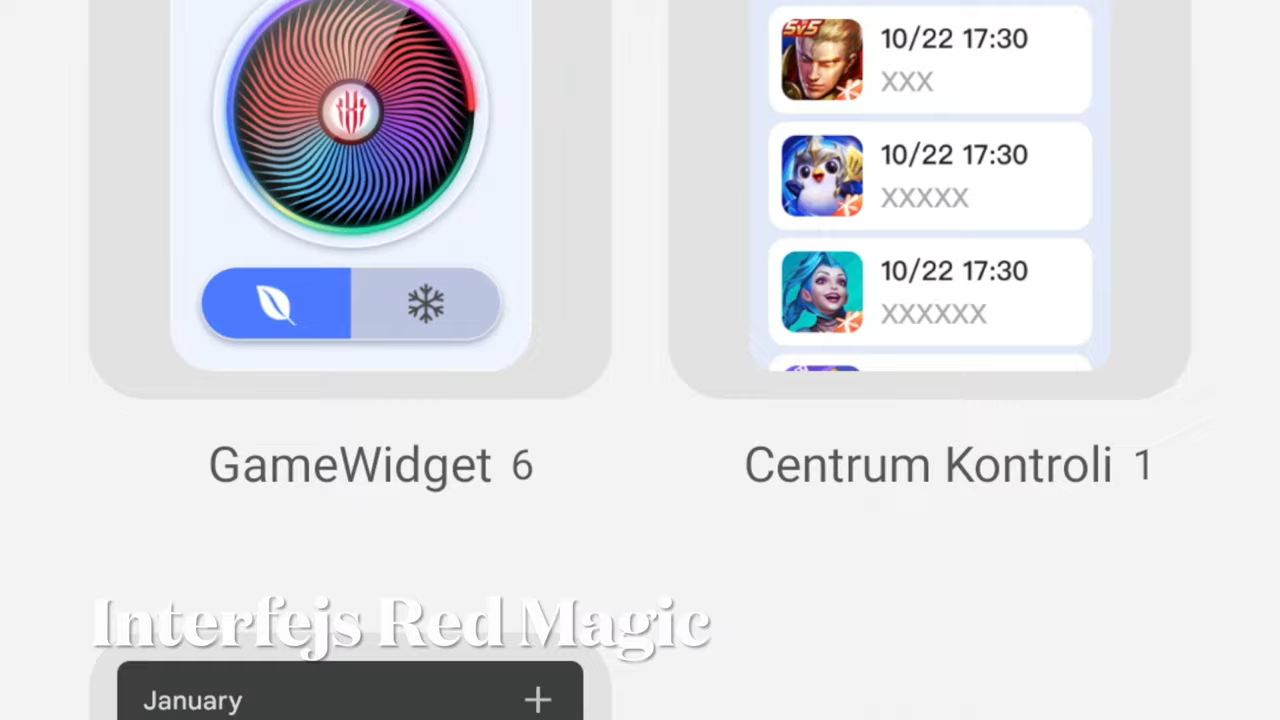 5v5
10/22 17:30
XXX
10/22 17:30
XXXXX
10/22 17:30
XXXXXX
GameWidget 6
Centrum Kontroli 1
Interfejs Red Magic
January +